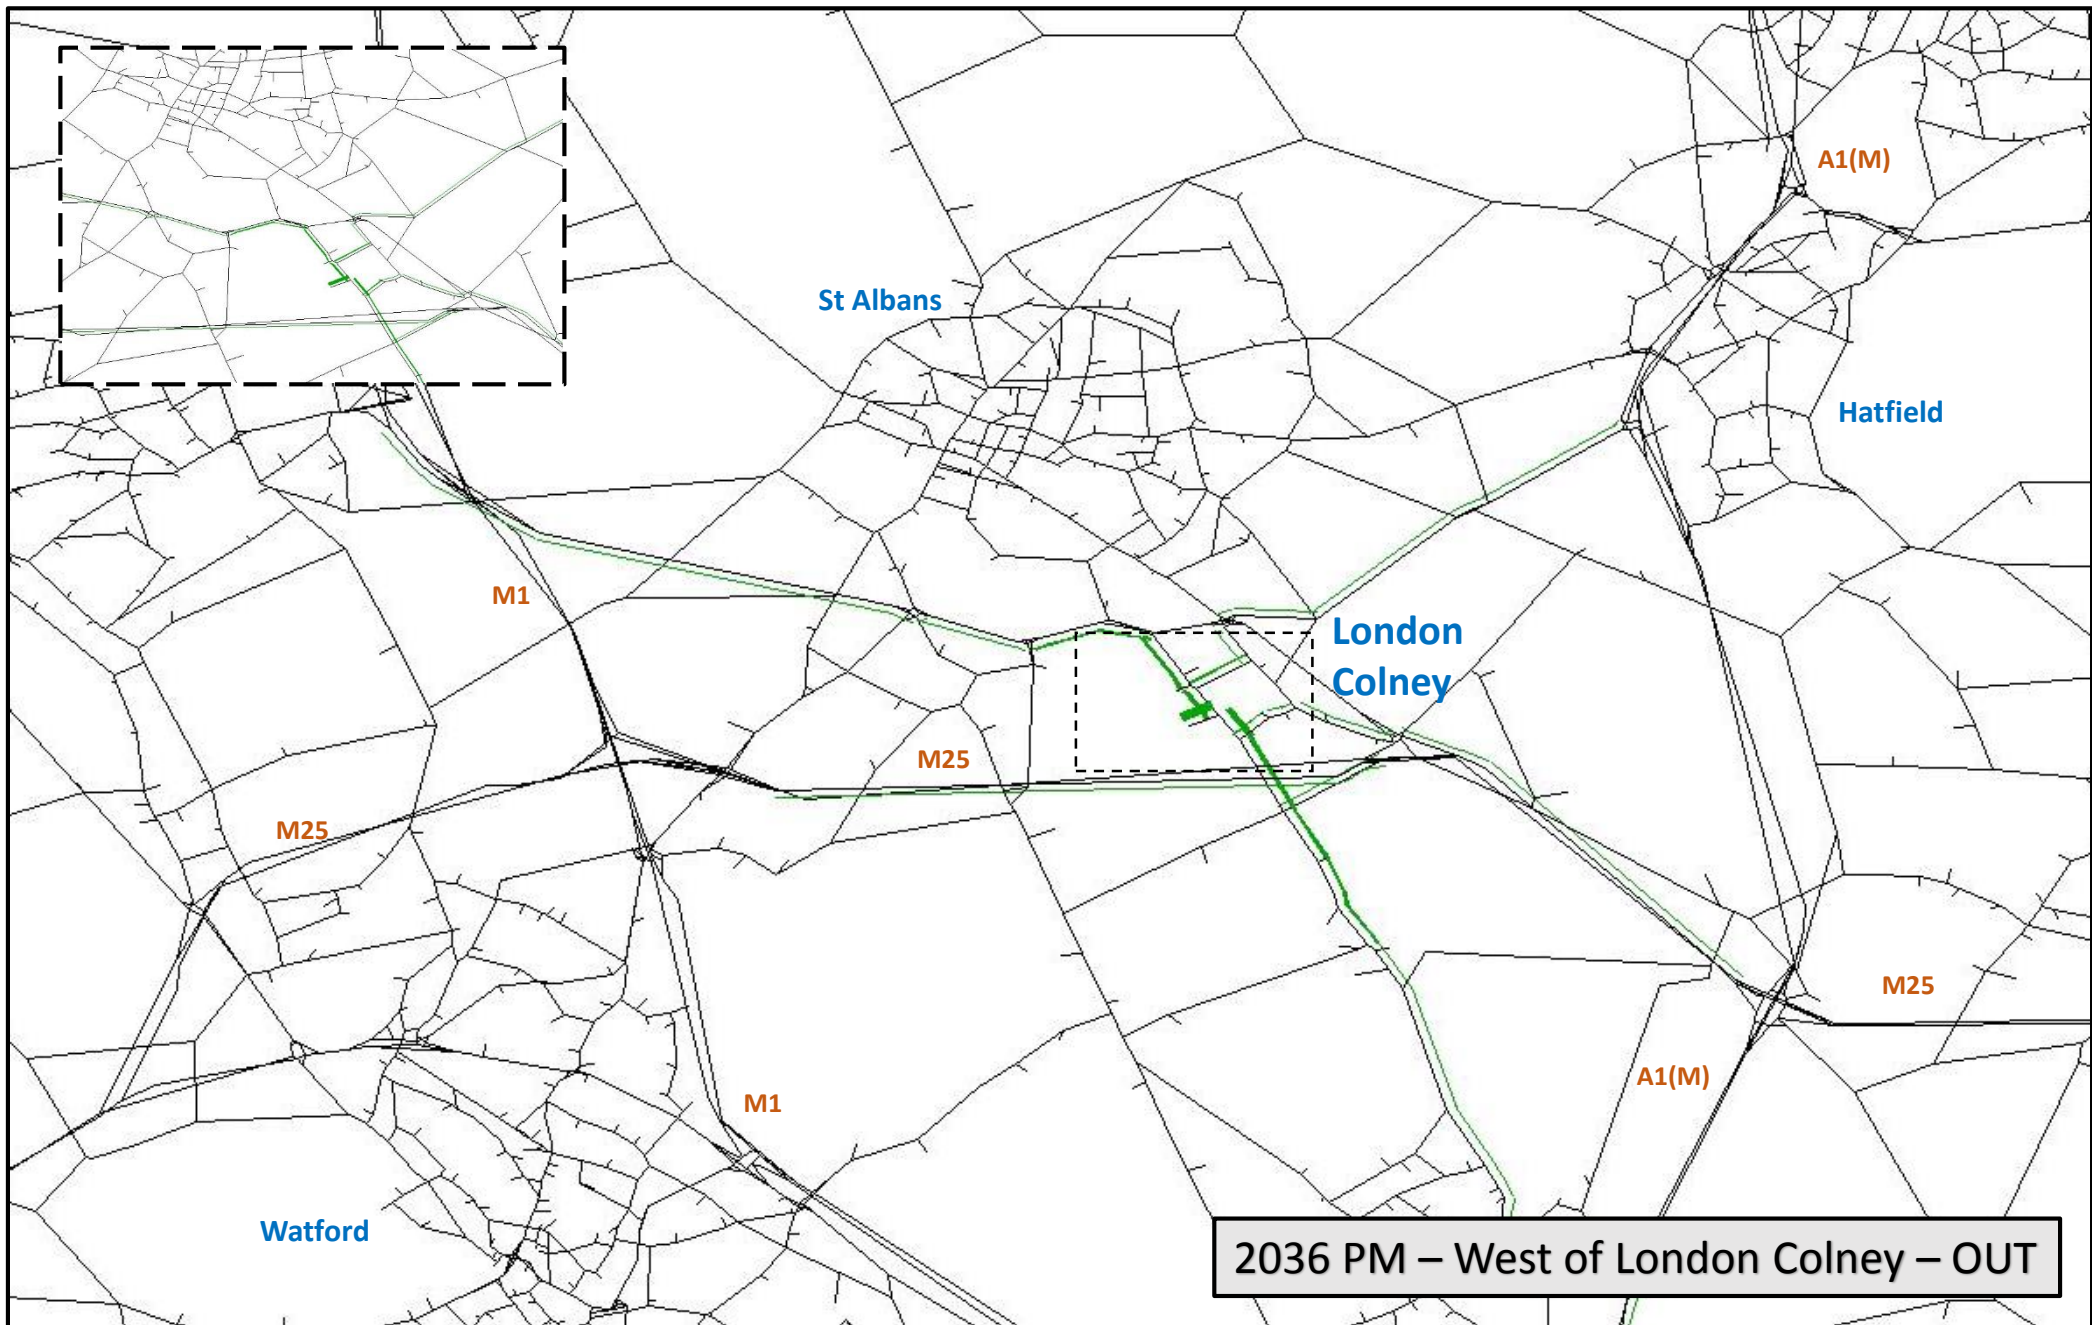 A1(M)
St Albans
Hatfield
M1
London
Colney
M25
M25
M25
A1(M)
M1
Watford
2036 PM – West of London Colney – OUT